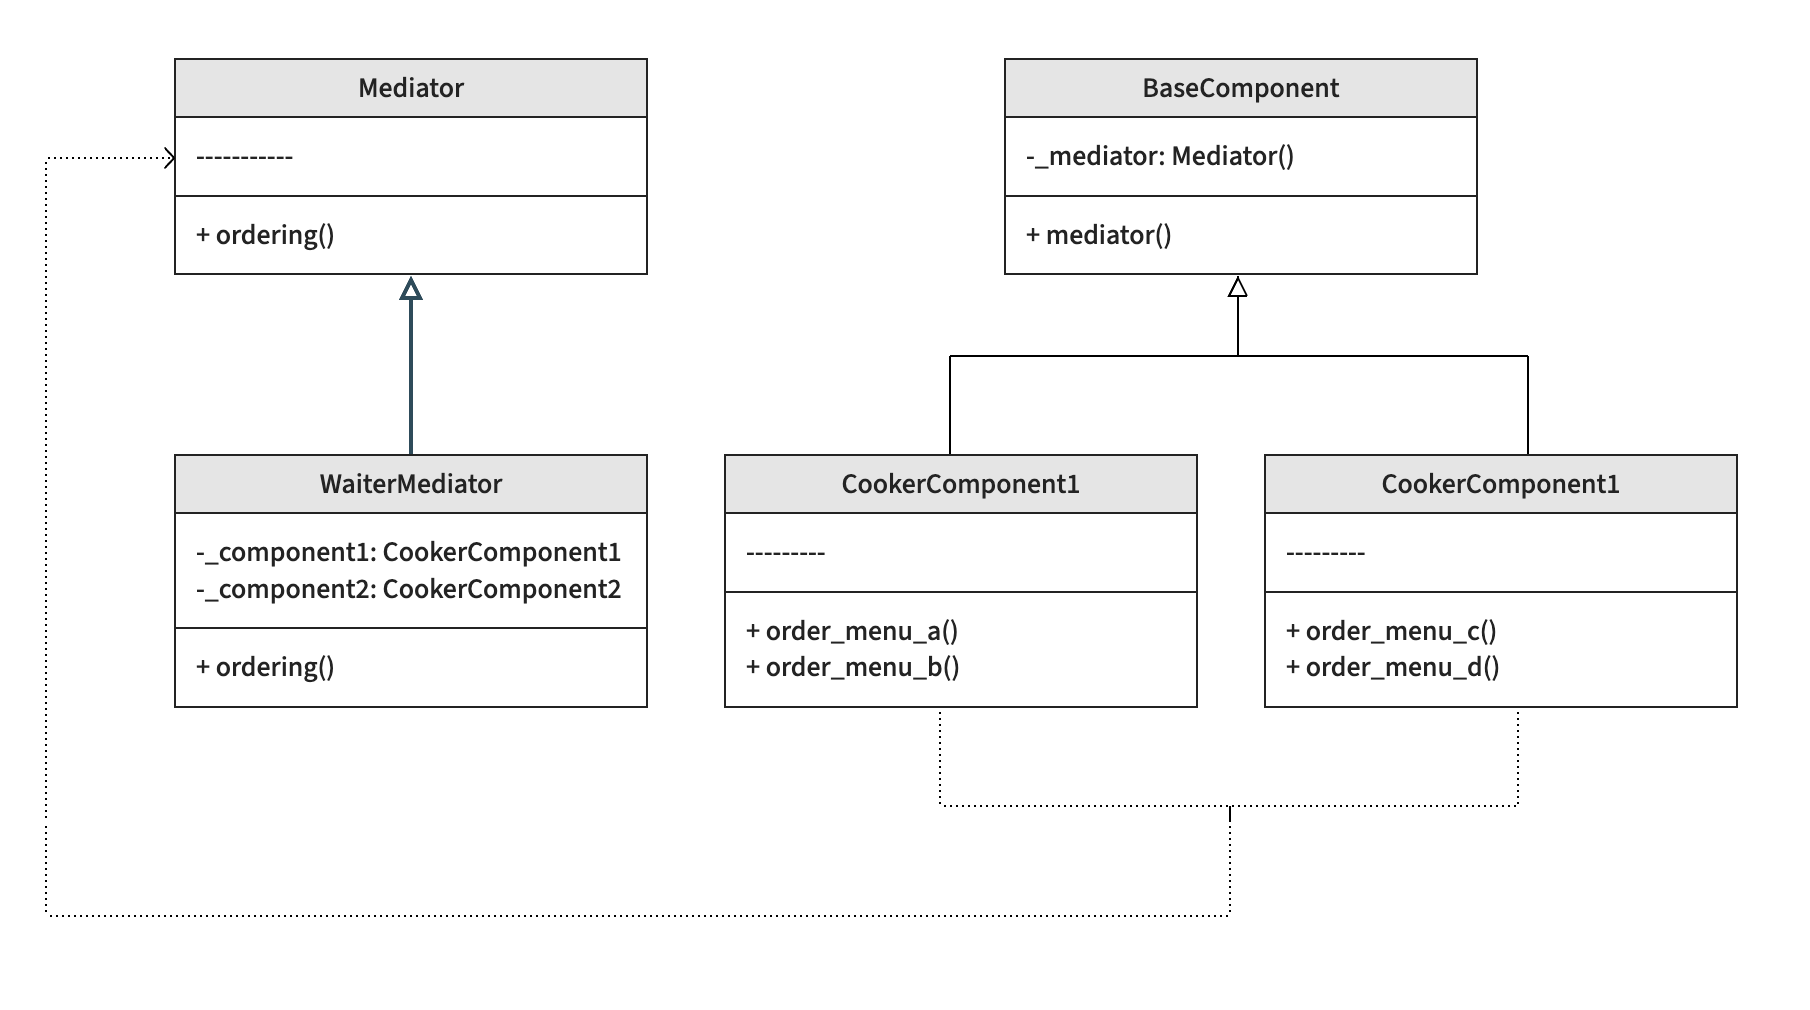 Mediator
-----------
+ ordering()
BaseComponent
-_mediator: Mediator()
+ mediator()
WaiterMediator
-_component1: CookerComponent1
-_component2: CookerComponent2
+ ordering()
CookerComponent1
---------
+ order_menu_a()
+ order_menu_b()
CookerComponent1
---------
+ order_menu_c()
+ order_menu_d()